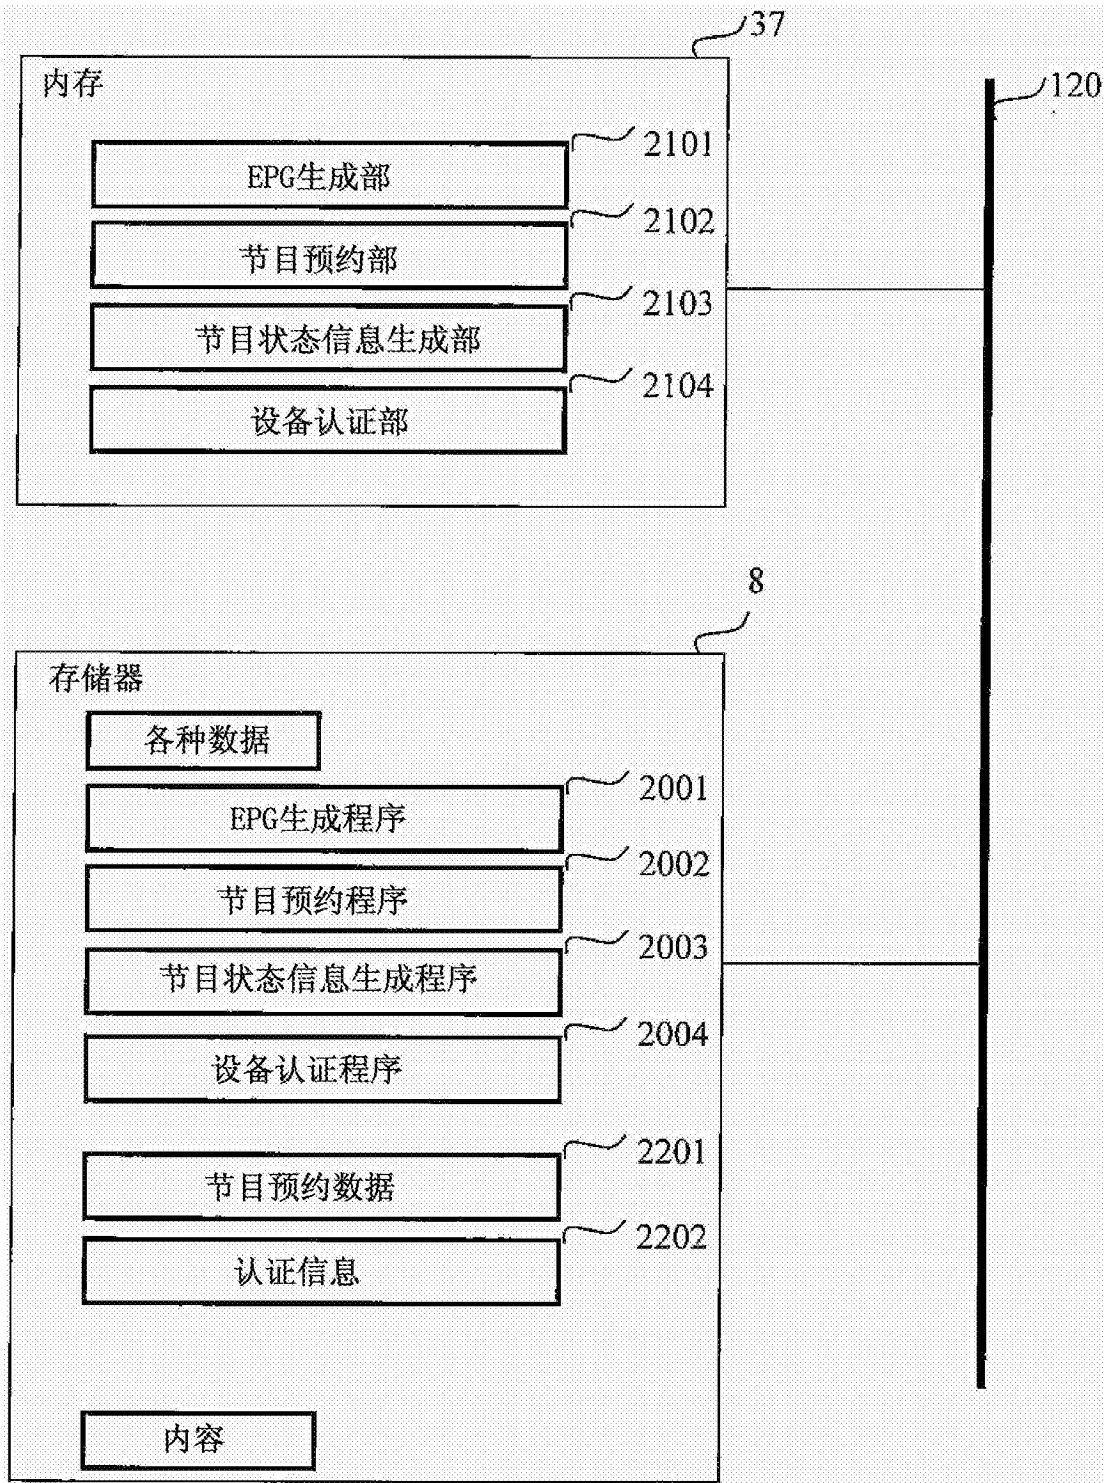 37
内存
120
2101
EPG生成部
2102
节目预约部
2103
节目状态信息生成部
2104
设备认证部
8
存储器
各种数据
2001
EPG生成程序
2002
节目预约程序
2003
节目状态信息生成程序
2004
设备认证程序
2201
节目预约数据
2202
认证信息
内容